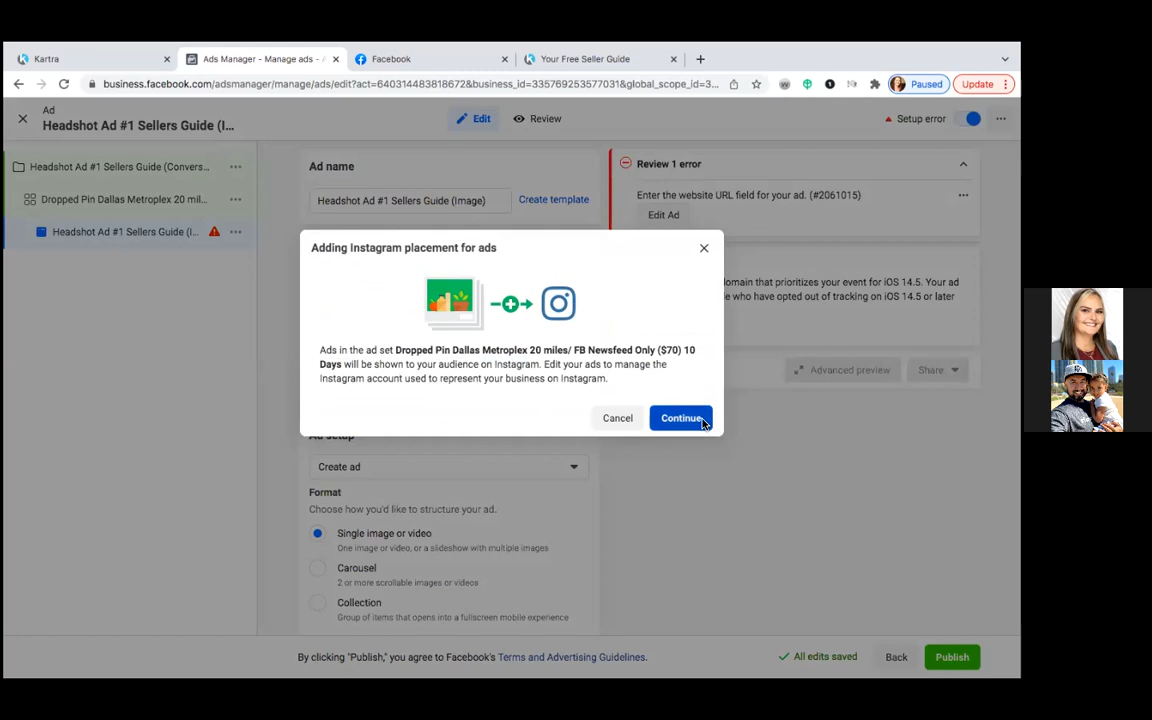 Kartra
Ads Manager - Manage ads -
Facebook
Your Free Seller Guide
business.facebook.com/adsmanager/manage/ads/edit?act=640314483818672&business_id=335769253577031&global_scope_id=3...
Paused
Update
Ad
Headshot Ad #1 Sellers Guide (I...
Edit
Review
Setup error
Headshot Ad #1 Sellers Guide (Convers...
Dropped Pin Dallas Metroplex 20 mil...
Headshot Ad #1 Sellers Guide (I...
Ad name
Headshot Ad #1 Sellers Guide (Image)
Create template
Review 1 error
Enter the website URL field for your ad. (#2061015)
Edit Ad
Adding Instagram placement for ads
Ads in the ad set Dropped Pin Dallas Metroplex 20 miles/ FB Newsfeed Only ($70) 10
Days will be shown to your audience on Instagram. Edit your ads to manage the
Instagram account used to represent your business on Instagram.
Cancel
Continue
omain that prioritizes your event for iOS 14.5. Your ad
e who have opted out of tracking on iOS 14.5 or later
Advanced preview
Share
Ad setup
Create ad
Format
Choose how you'd like to structure your ad.
Single image or video
One image or video, or a slideshow with multiple images
Carousel
2 or more scrollable images or videos
Collection
Group of items that opens into a fullscreen mobile experience
By clicking "Publish," you agree to Facebook's Terms and Advertising Guidelines.
All edits saved
Back
Publish